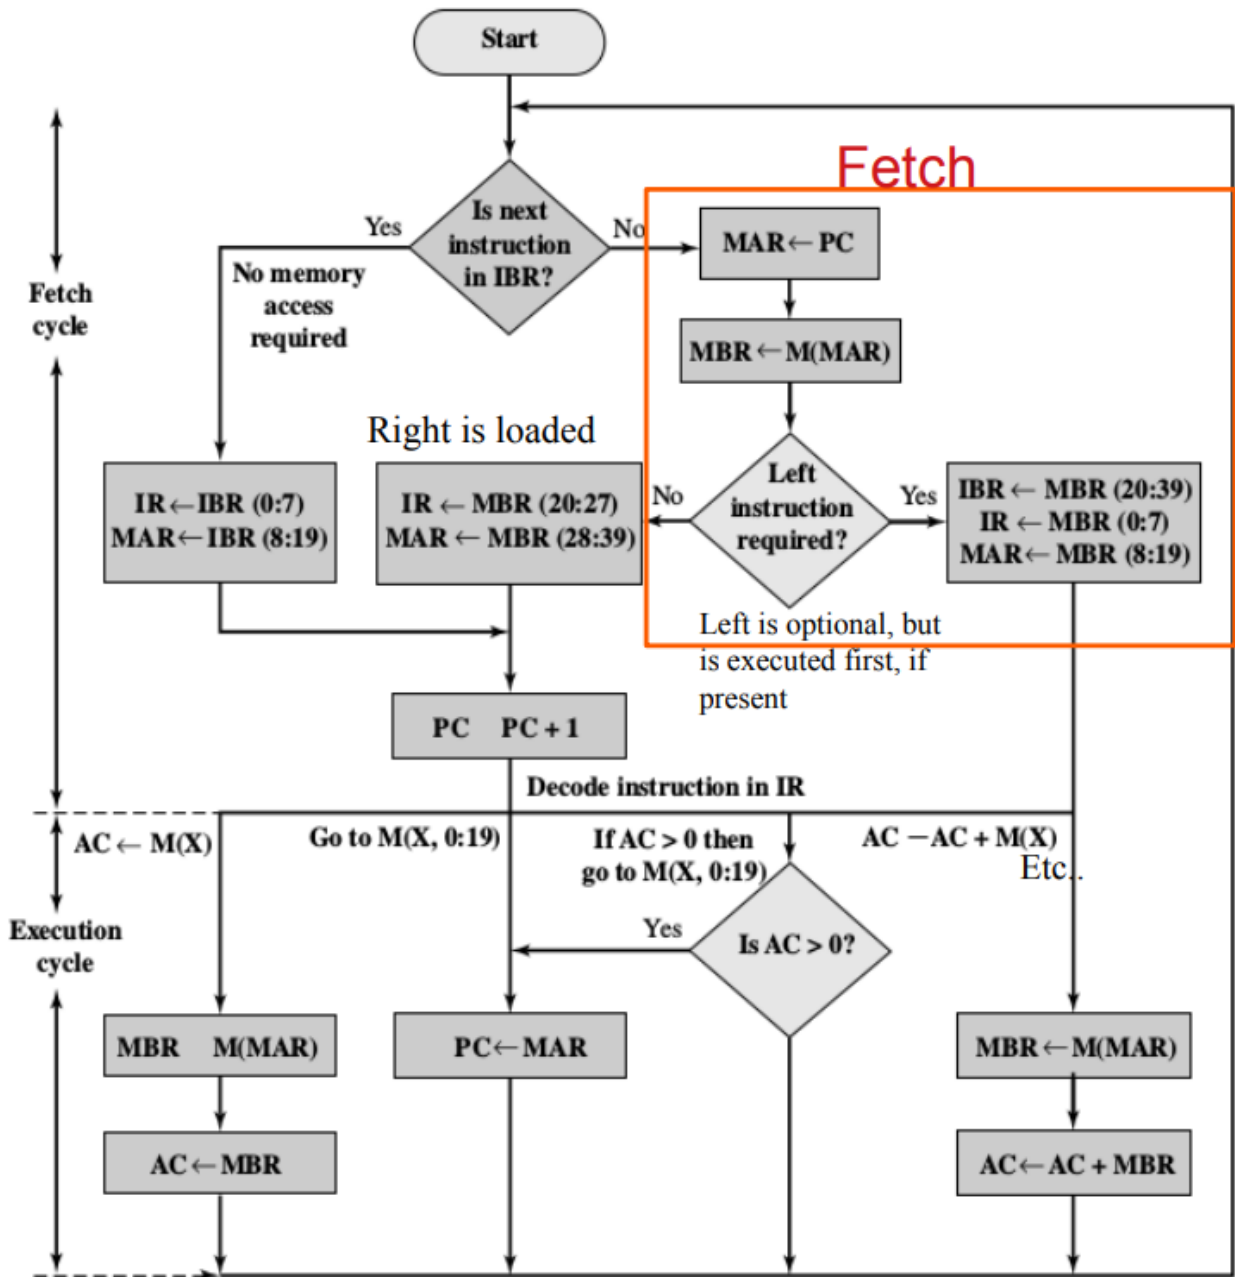 Start
Fetch
Is next
instruction
in IBR?
Yes
No
MAR ← PC
No memory
access
required
Fetch
cycle
MBR ← M(MAR)
Right is loaded
Left
instruction
required?
No
Yes
IR ← IBR (0:7)
MAR ← IBR (8:19)
IR ← MBR (20:27)
MAR ← MBR (28:39)
IBR ← MBR (20:39)
IR ← MBR (0:7)
MAR ← MBR (8:19)
Left is optional, but
is executed first, if
present
PC PC + 1
Decode instruction in IR
AC ← M(X)
Go to M(X, 0:19)
If AC > 0 then
go to M(X, 0:19)
AC – AC + M(X)
Etc..
Execution
cycle
Yes
Is AC > 0?
MBR M(MAR)
PC ← MAR
MBR ← M(MAR)
AC ← MBR
AC ← AC + MBR